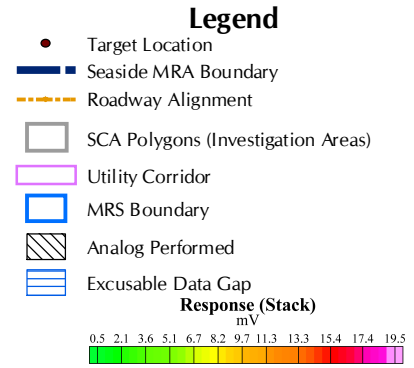 Legend
Target Location
Seaside MRA Boundary
Roadway Alignment
SCA Polygons (Investigation Areas)
Utility Corridor
MRS Boundary
Analog Performed
Excusable Data Gap
Response (Stack)
mV
0.5 2.1 3.6 5.1 6.7 8.2 9.7 11.3 13.3 15.4 17.4 19.5